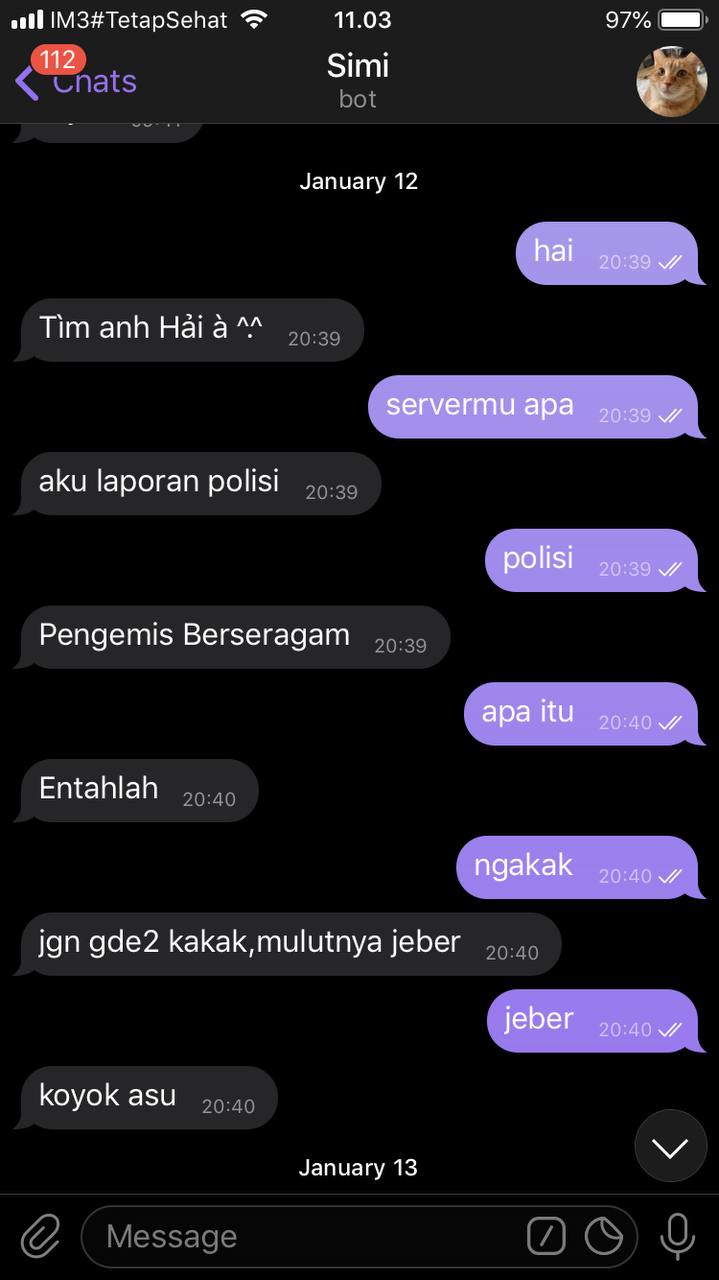 IM3#TetapSehat 11.03 97%
112
Chats
Simi
bot
January 12
hai 20:39
Tìm anh Hải à ^.^ 20:39
servermu apa 20:39
aku laporan polisi 20:39
polisi 20:39
Pengemis Berseragam 20:39
apa itu 20:40
Entahlah 20:40
ngakak 20:40
jgn gde2 kakak,mulutnya jeber 20:40
jeber 20:40
koyok asu 20:40
January 13
Message